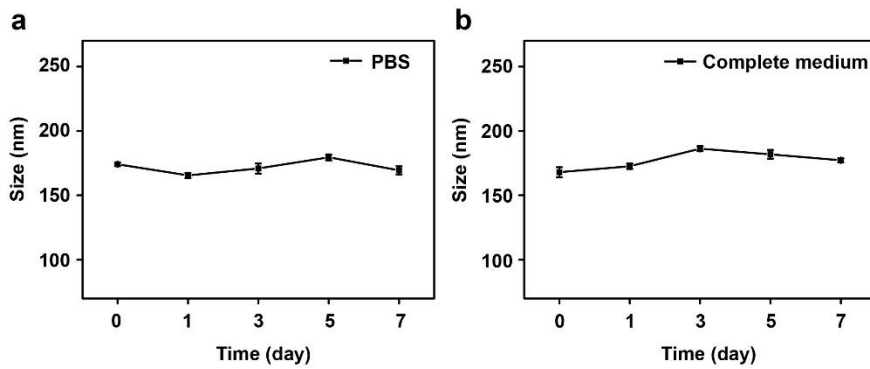 a
PBS
250
200
150
100
Size (nm)
0 1 3 5 7
Time (day)
b
Complete medium
250
200
150
100
Size (nm)
0 1 3 5 7
Time (day)